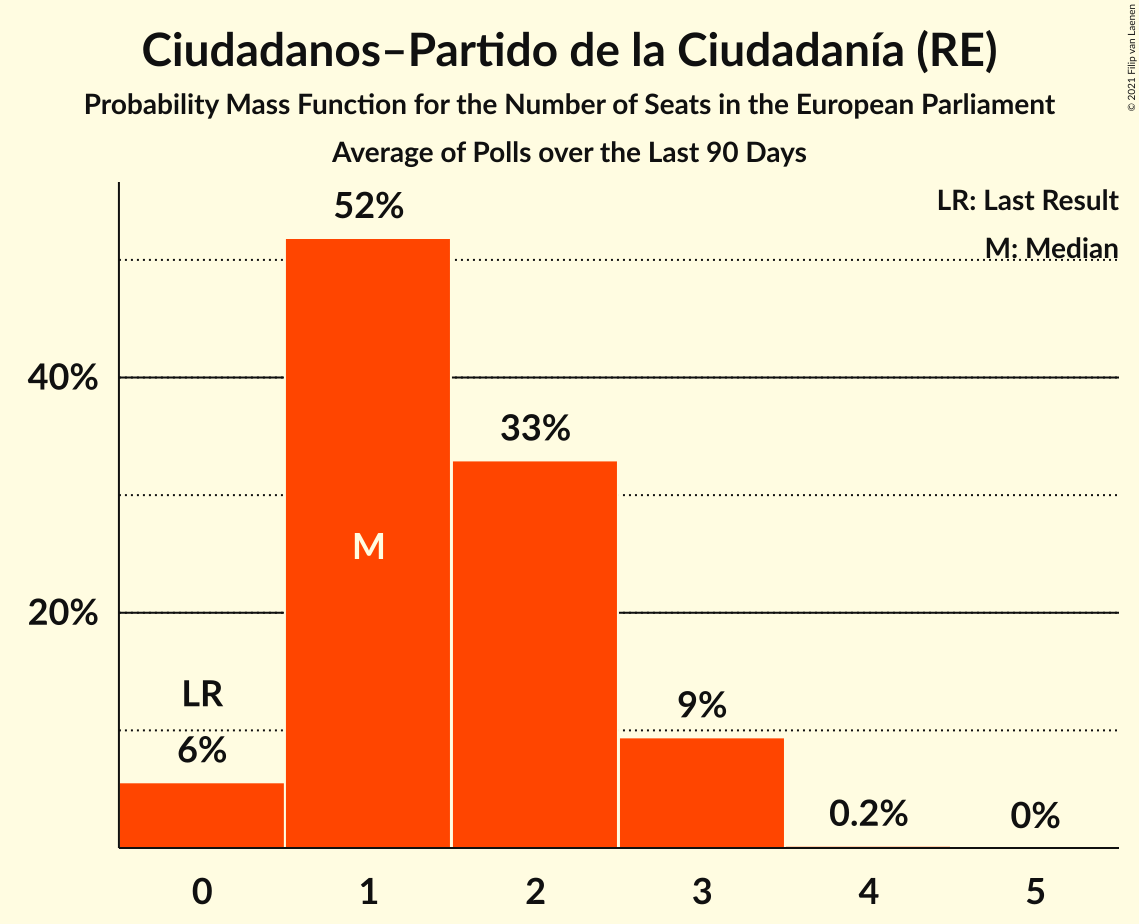 Ciudadanos–Partido de la Ciudadanía (RE)
Probability Mass Function for the Number of Seats in the European Parliament
Average of Polls over the Last 90 Days
© 2021 Filip van Laenen
LR: Last Result
M: Median
52%
40%
33%
M
20%
LR
6%
9%
0.2%
0%
0 1 2 3 4 5